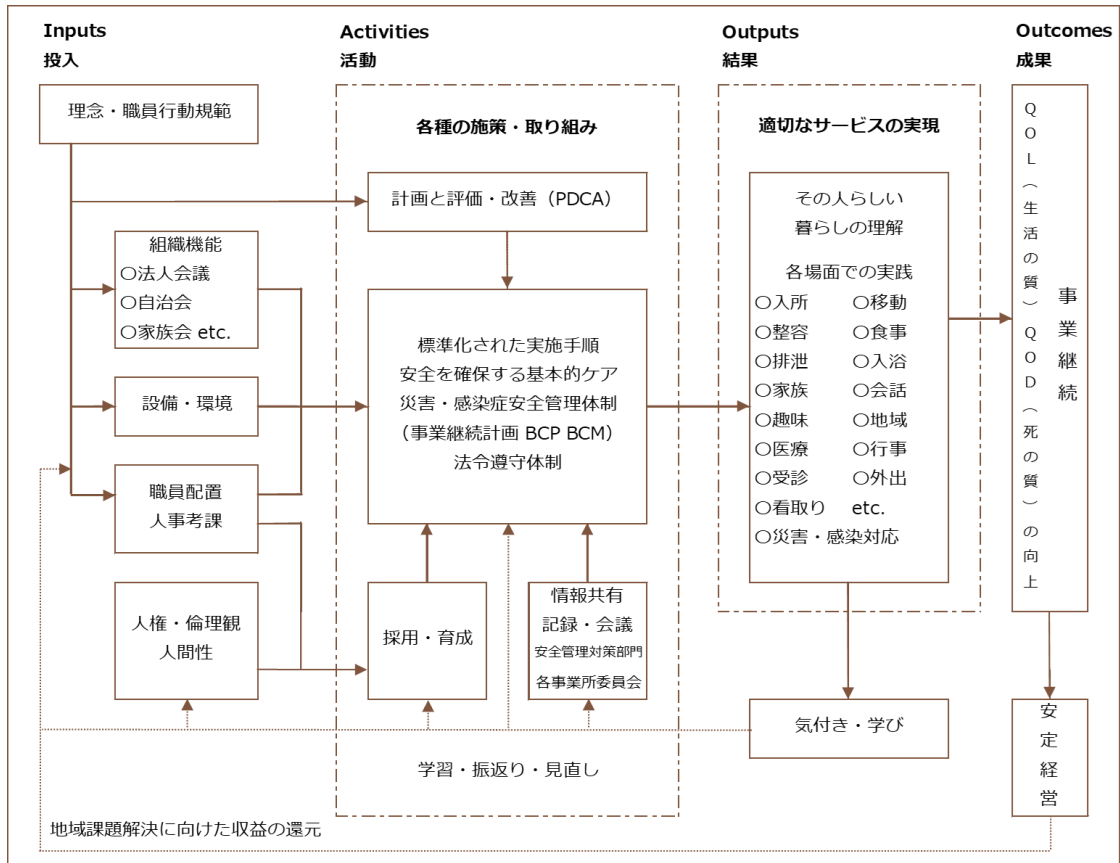 Inputs
投入
Activities
活動
Outputs
結果
Outcomes
成果
理念・職員行動規範
組織機能
〇法人会議
〇自治会
〇家族会 etc.
設備・環境
職員配置
人事考課
人権・倫理観
人間性
各種の施策・取り組み
計画と評価・改善（PDCA）
標準化された実施手順
安全を確保する基本的ケア
災害・感染症安全管理体制
（事業継続計画 BCP BCM）
法令遵守体制
採用・育成
情報共有
記録・会議
安全管理対策部門
各事業所委員会
学習・振返り・見直し
適切なサービスの実現
その人らしい
暮らしの理解
各場面での実践
〇入所 〇移動
〇整容 〇食事
〇排泄 〇入浴
〇家族 〇会話
〇趣味 〇地域
〇医療 〇行事
〇受診 〇外出
〇看取り etc.
〇災害・感染対応
気付き・学び
事業継続
QOL（生活の質）QOD（死の質）の向上
安定経営
地域課題解決に向けた収益の還元